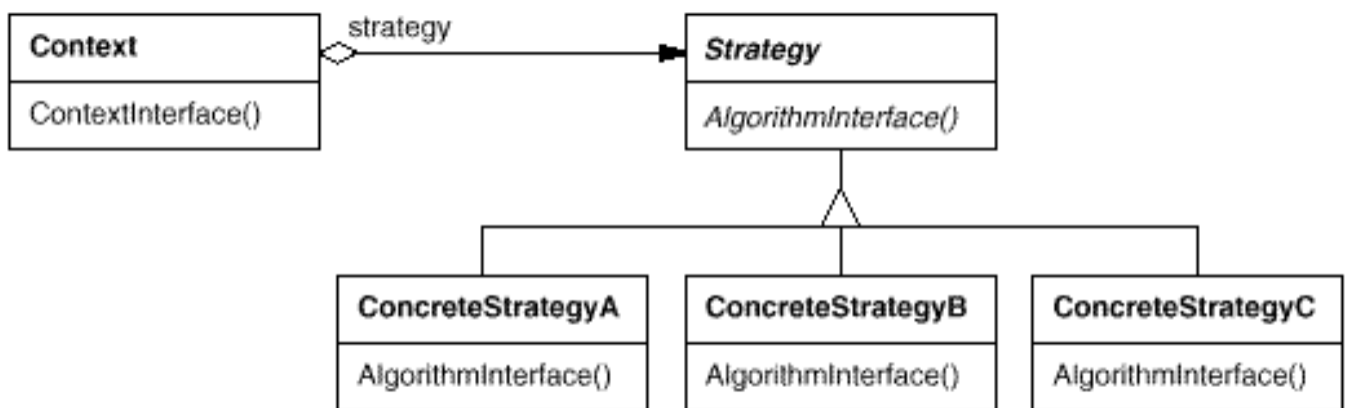 strategy
Context
Strategy
ContextInterface()
AlgorithmInterface()
ConcreteStrategyA
ConcreteStrategyB
ConcreteStrategyC
AlgorithmInterface()
AlgorithmInterface()
AlgorithmInterface()